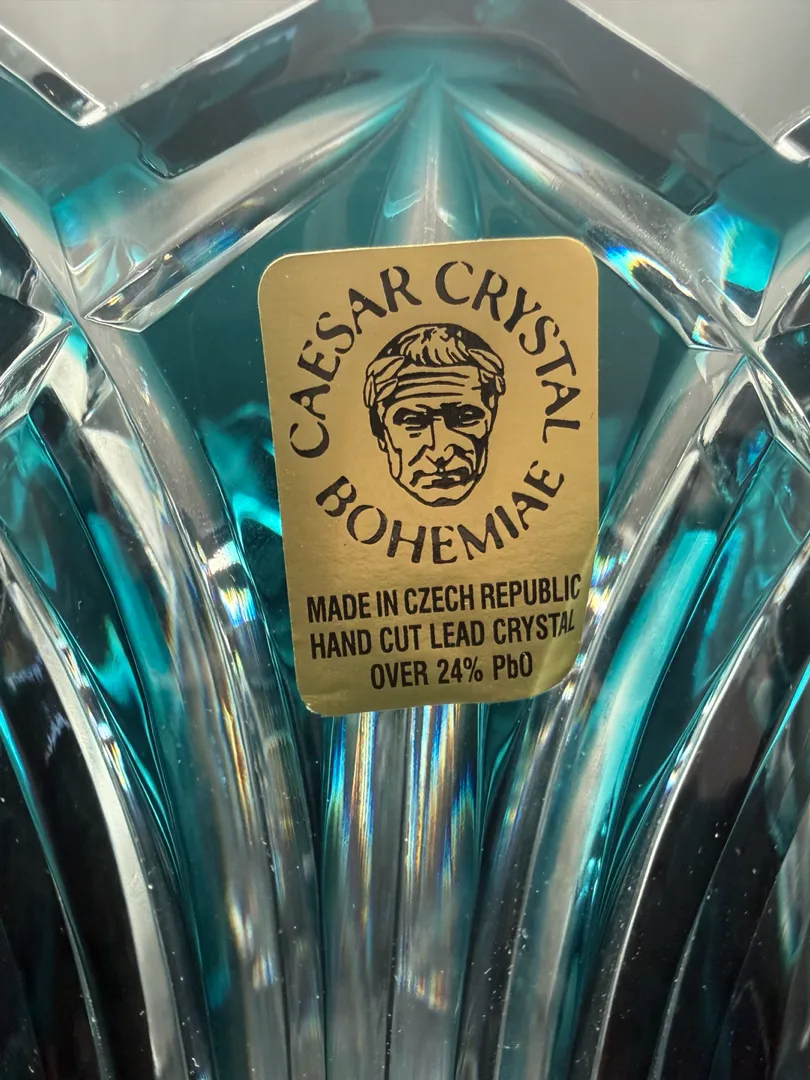 CAESAR CRYSTAL
BOHEMIAE
MADE IN CZECH REPUBLIC
HAND CUT LEAD CRYSTAL
OVER 24% PbO